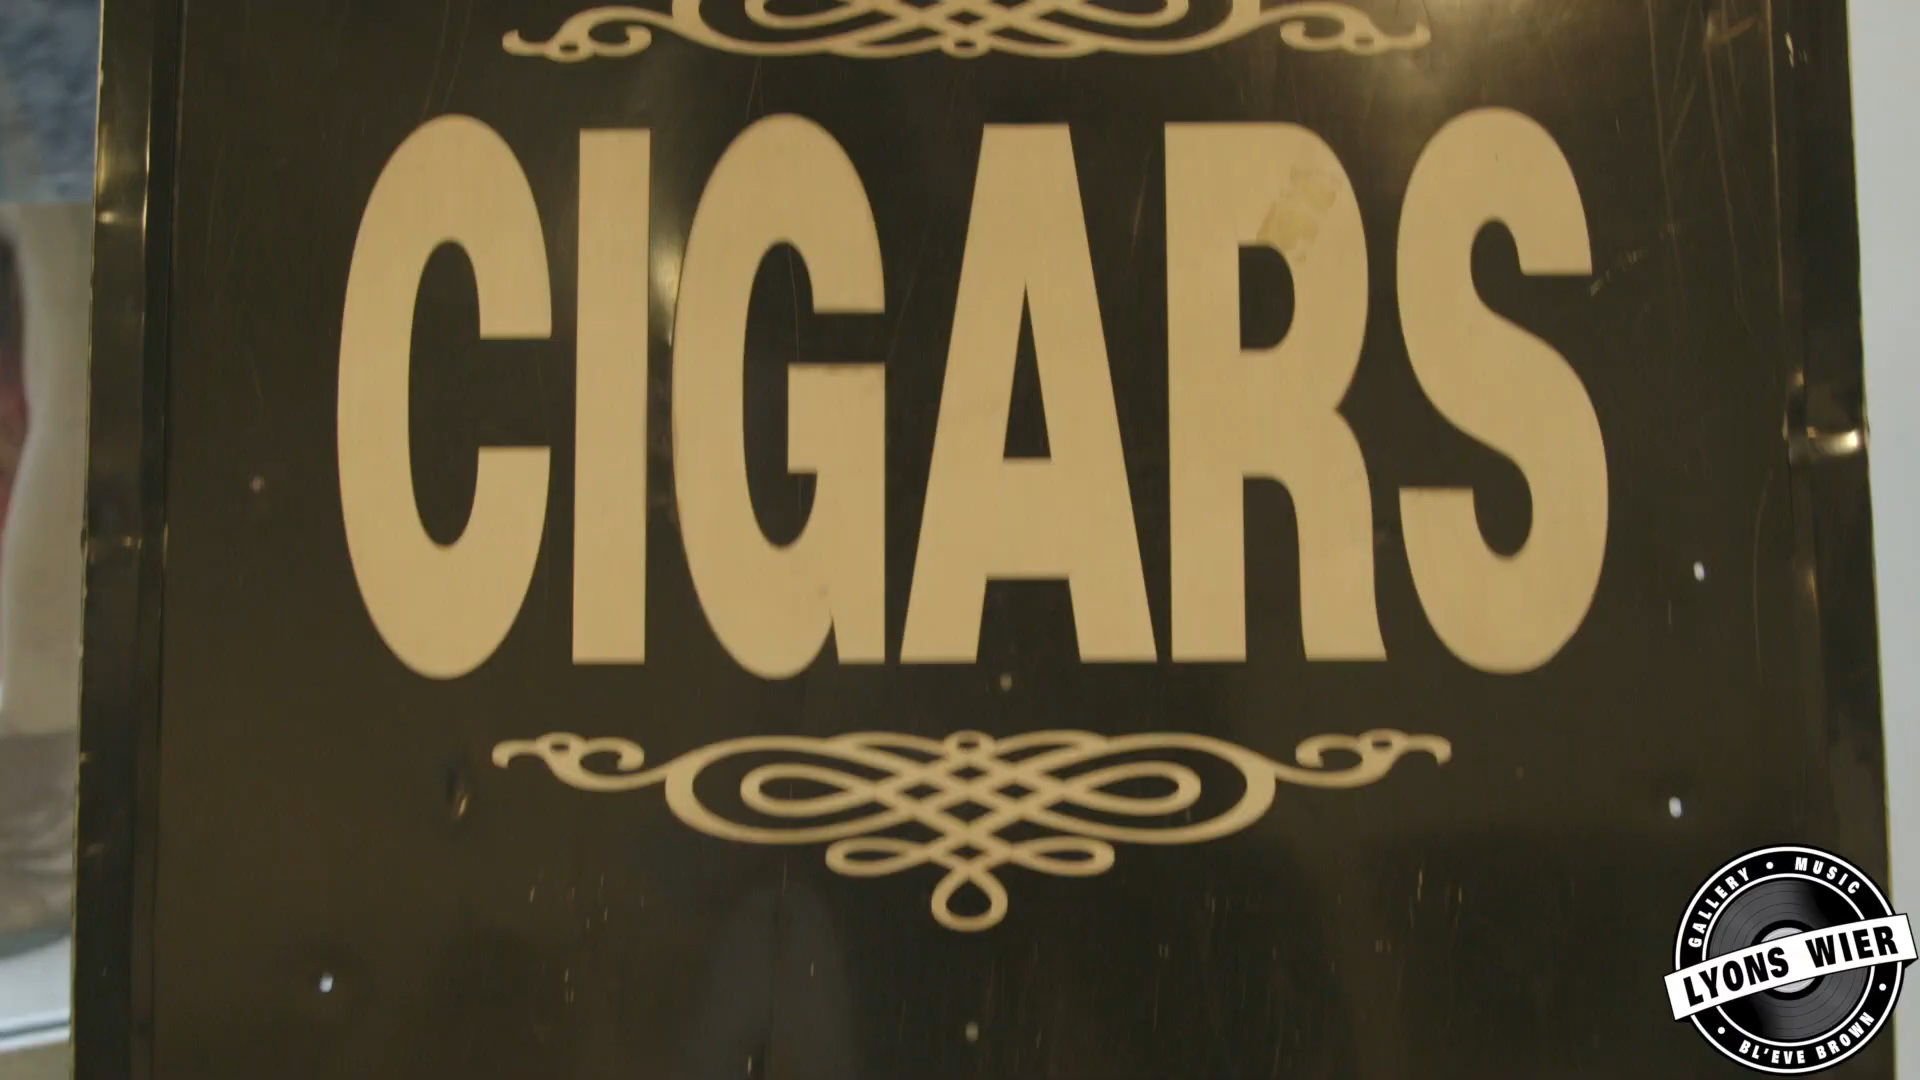 CIGARS
GALLERY • MUSIC
LYONS WIER
• BL'EVE BROWN •